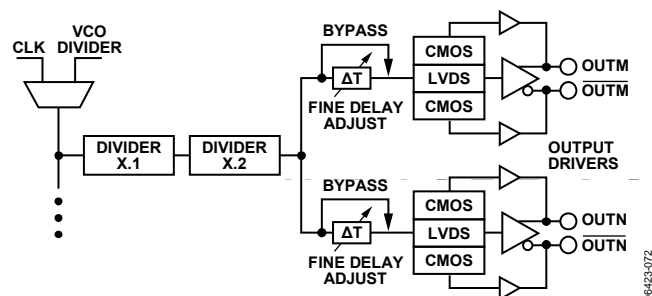 CLK
VCO
DIVIDER
DIVIDER
X.1
DIVIDER
X.2
BYPASS
ΔT
FINE DELAY
ADJUST
CMOS
LVDS
CMOS
OUTM
OUTM
OUTPUT
DRIVERS
BYPASS
ΔT
FINE DELAY
ADJUST
CMOS
LVDS
CMOS
OUTN
OUTN
06423-072